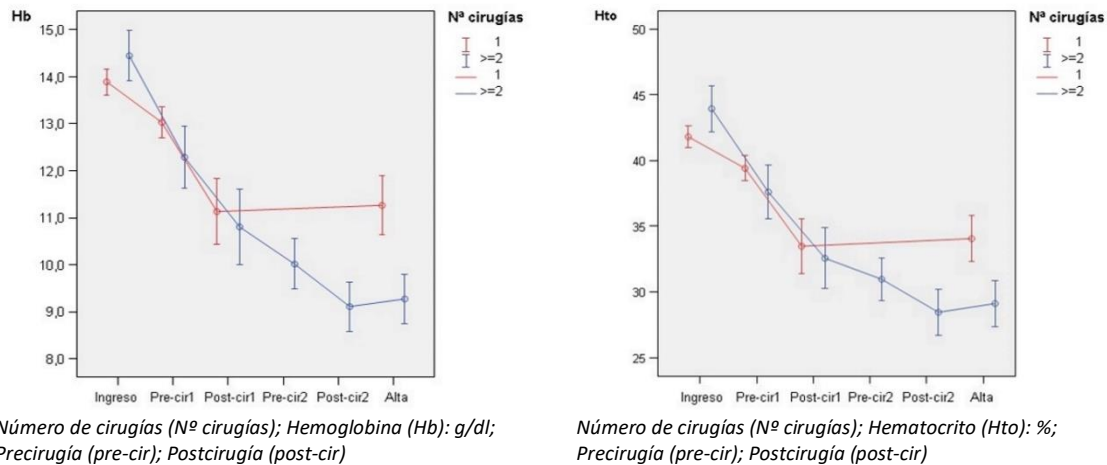 Hb
Nª cirugías
15,0
1
>=2
1
>=2
14,0
13,0
12,0
11,0
10,0
9,0
8,0
Ingreso Pre-cir1 Post-cir1 Pre-cir2 Post-cir2 Alta
Número de cirugías (Nº cirugías); Hemoglobina (Hb): g/dl;
Precirugía (pre-cir); Postcirugía (post-cir)
Hto
Nª cirugías
50
1
>=2
1
>=2
45
40
35
30
25
Ingreso Pre-cir1 Post-cir1 Pre-cir2 Post-cir2 Alta
Número de cirugías (Nº cirugías); Hematocrito (Hto): %;
Precirugía (pre-cir); Postcirugía (post-cir)